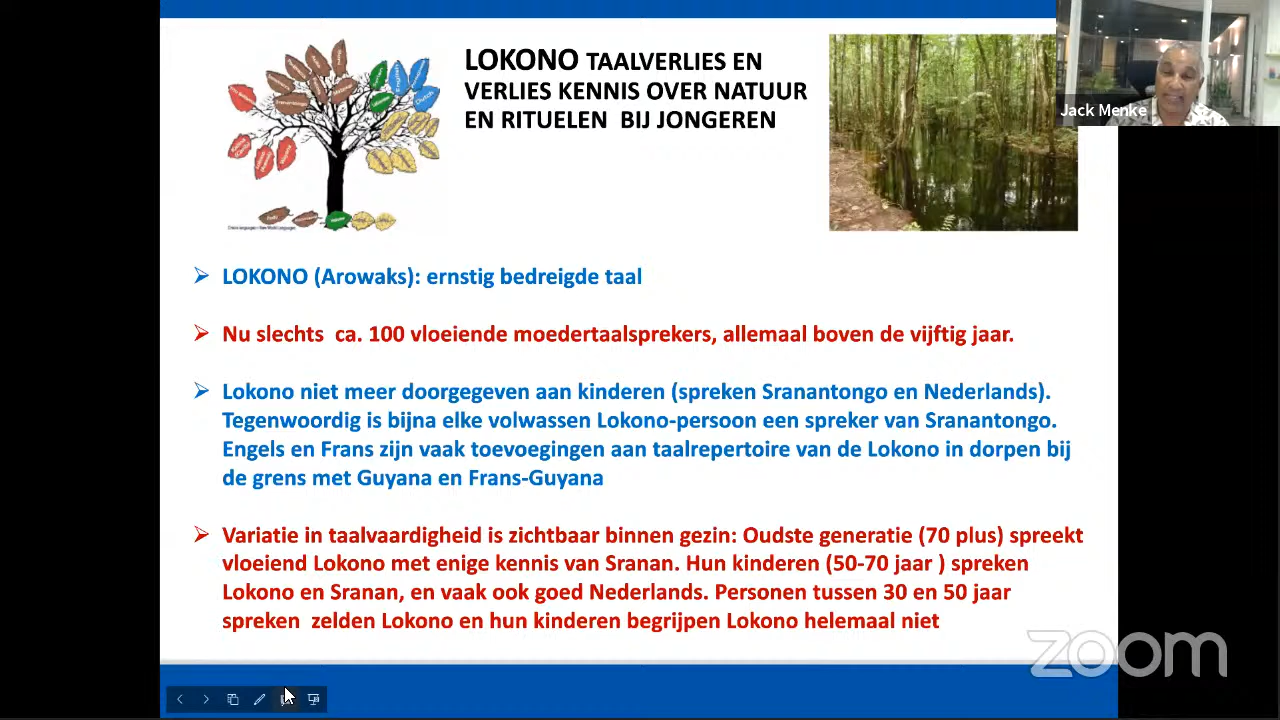 LOKONO TAALVERLIES EN
VERLIES KENNIS OVER NATUUR
EN RITUELEN BIJ JONGEREN
Jack Menke
Dutch
➢ LOKONO (Arowaks): ernstig bedreigde taal
➢ Nu slechts ca. 100 vloeiende moedertaalsprekers, allemaal boven de vijftig jaar.
➢ Lokono niet meer doorgegeven aan kinderen (spreken Sranantongo en Nederlands).
Tegenwoordig is bijna elke volwassen Lokono-persoon een spreker van Sranantongo.
Engels en Frans zijn vaak toevoegingen aan taalrepertoire van de Lokono in dorpen bij
de grens met Guyana en Frans-Guyana
➢ Variatie in taalvaardigheid is zichtbaar binnen gezin: Oudste generatie (70 plus) spreekt
vloeiend Lokono met enige kennis van Sranan. Hun kinderen (50-70 jaar ) spreken
Lokono en Sranan, en vaak ook goed Nederlands. Personen tussen 30 en 50 jaar
spreken zelden Lokono en hun kinderen begrijpen Lokono helemaal niet
zoom